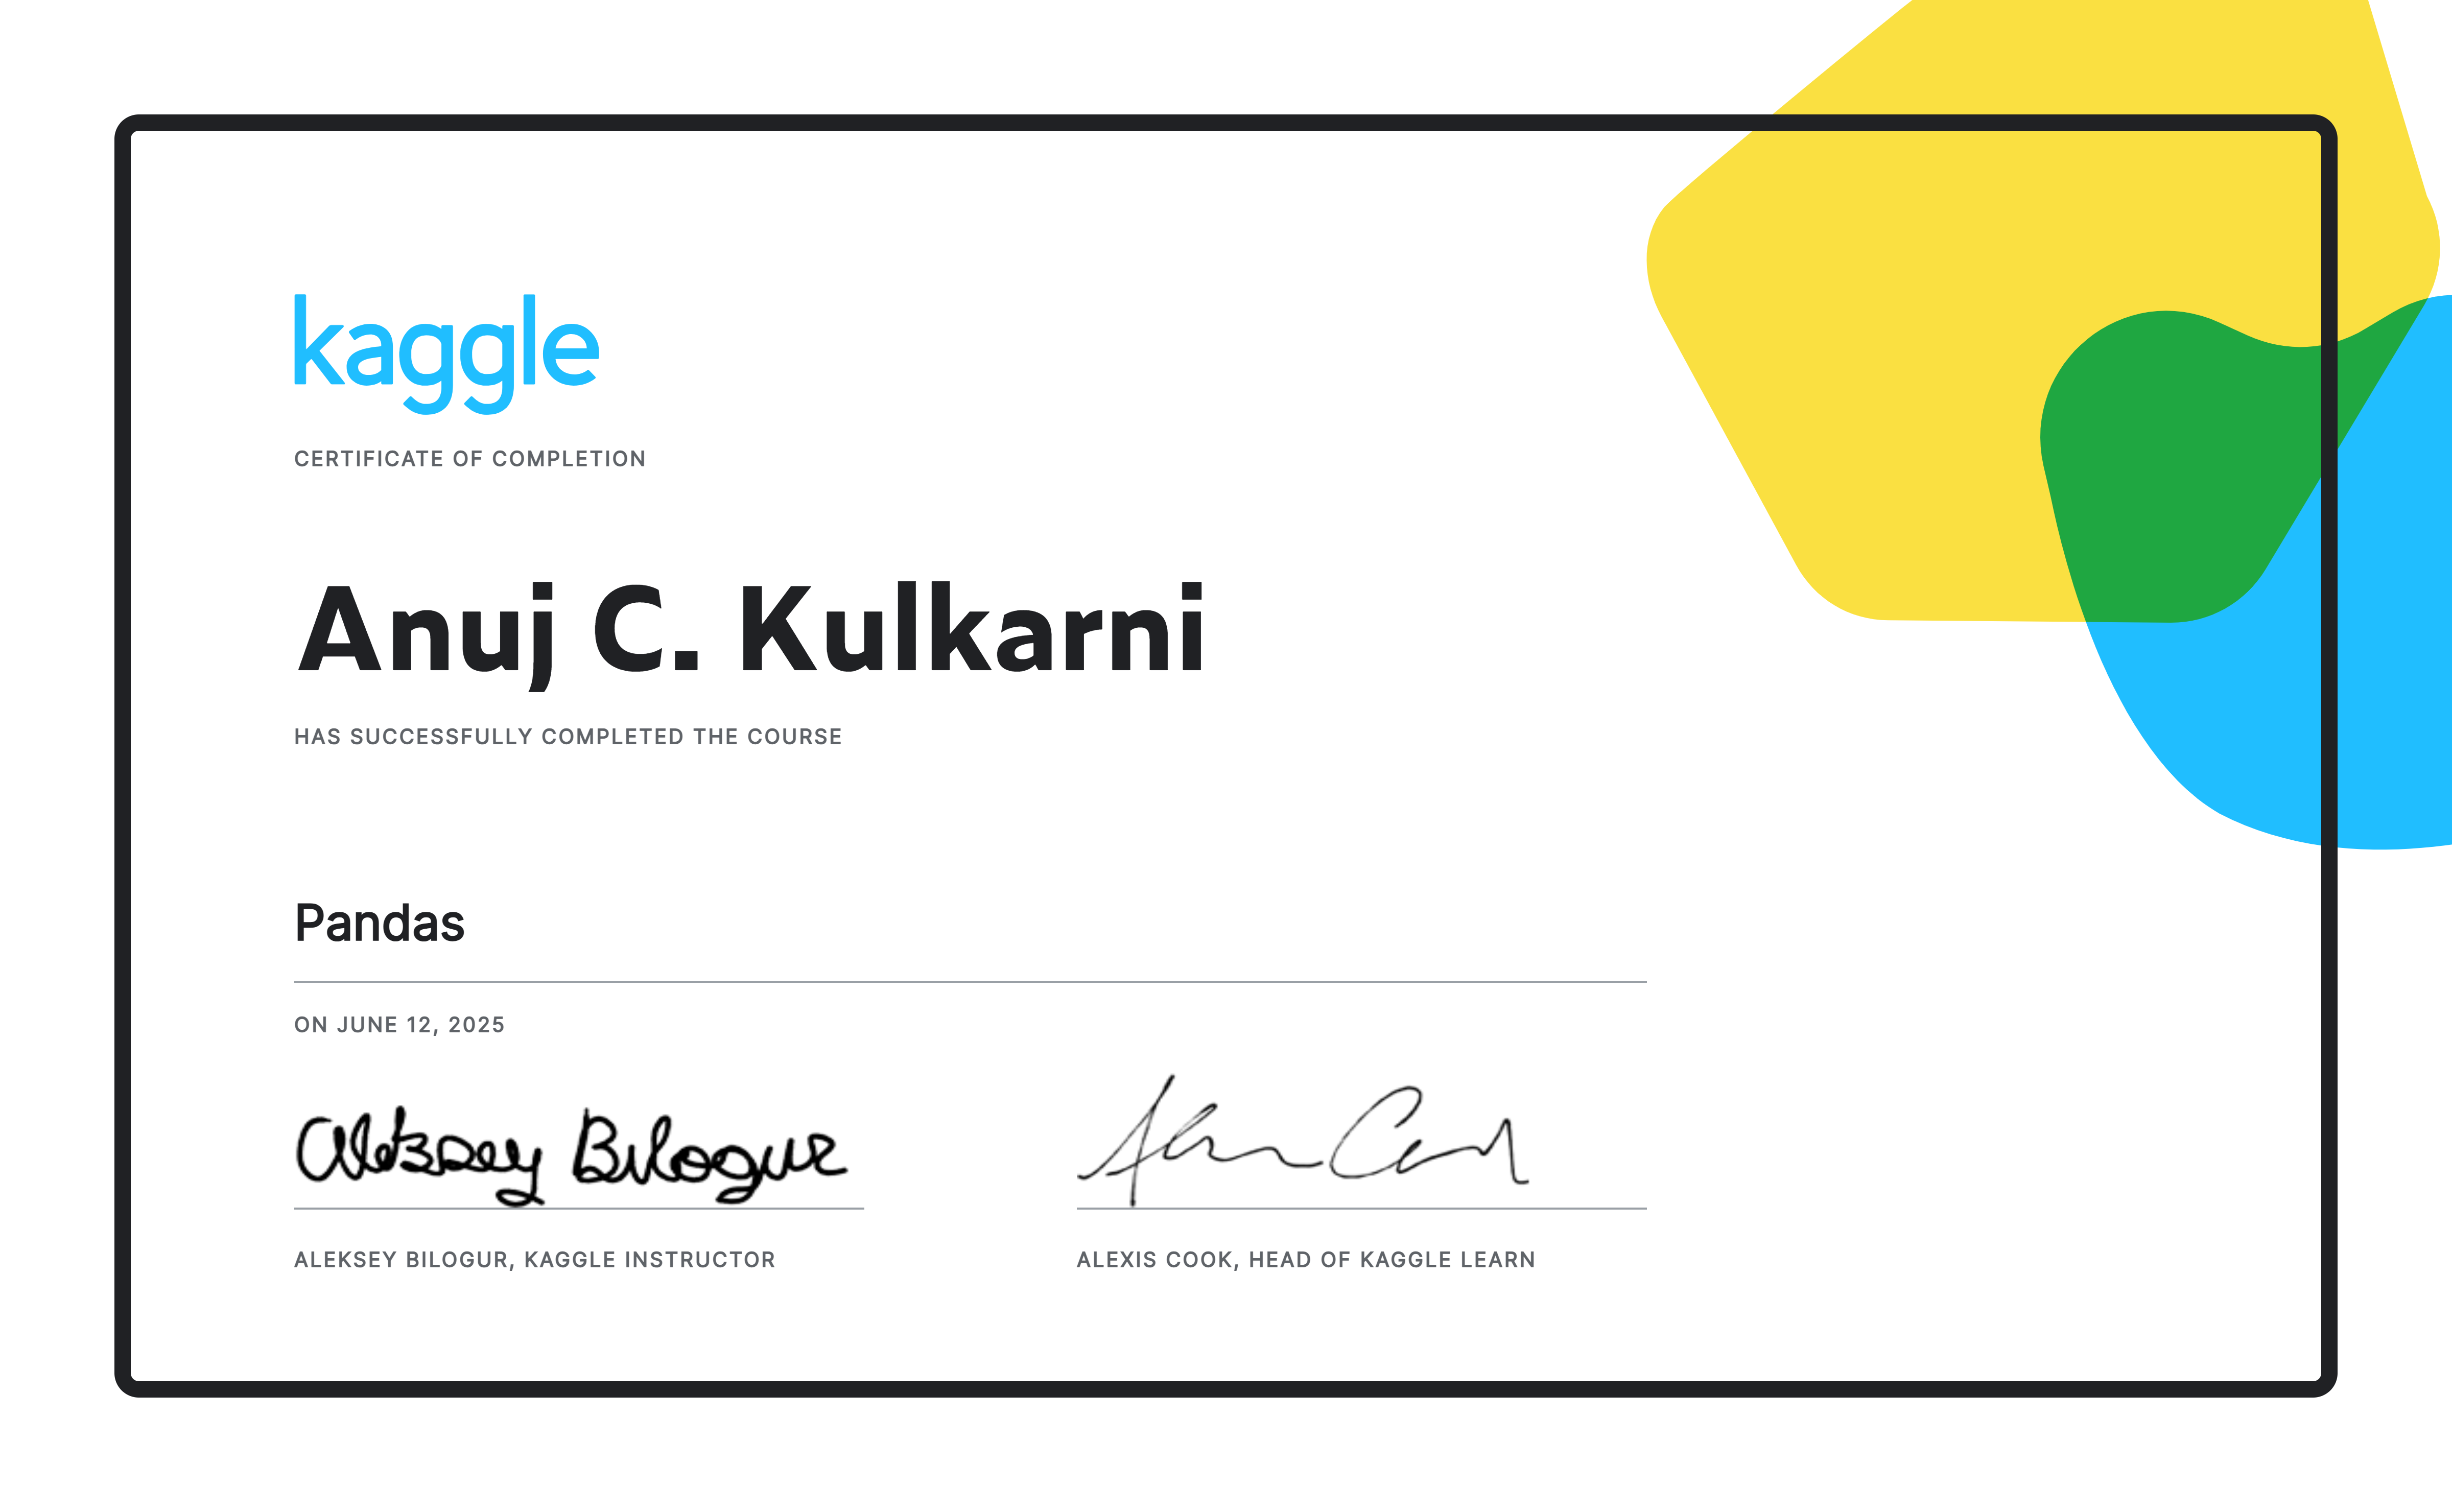 kaggle
CERTIFICATE OF COMPLETION
Anuj C. Kulkarni
HAS SUCCESSFULLY COMPLETED THE COURSE
Pandas
ON JUNE 12, 2025
Aleksey Bilogur
ALEKSEY BILOGUR, KAGGLE INSTRUCTOR
ALEXIS COOK, HEAD OF KAGGLE LEARN